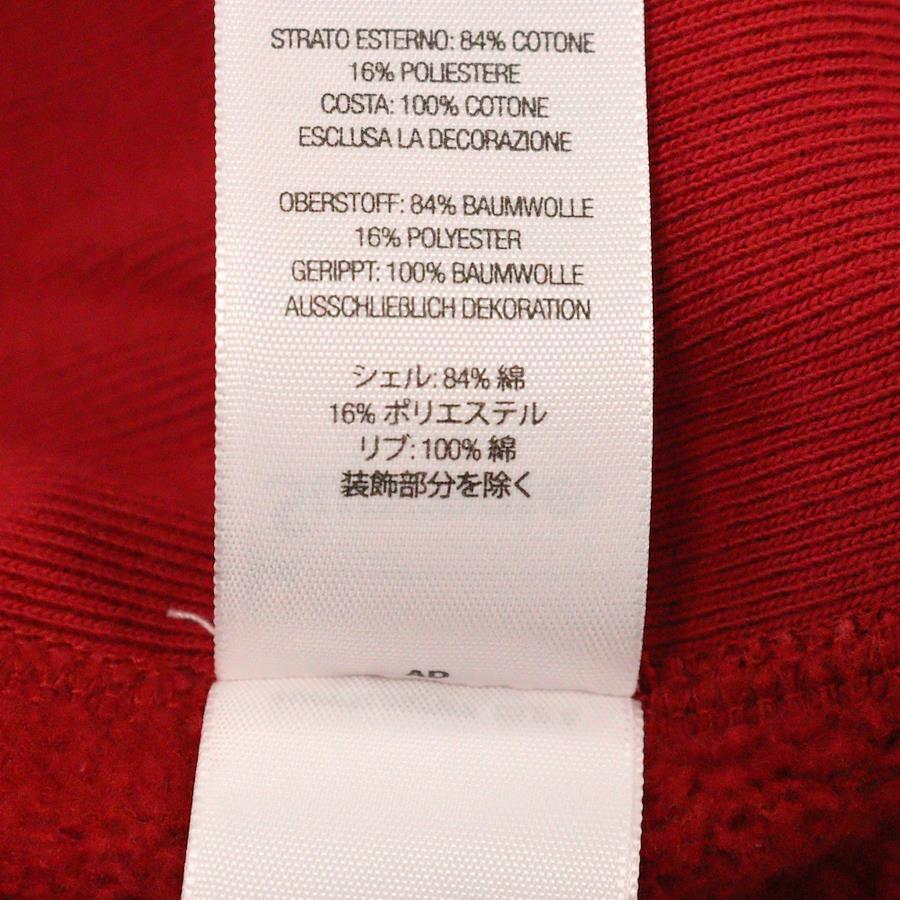 STRATO ESTERNO: 84% COTONE
16% POLIESTERE
COSTA: 100% COTONE
ESCLUSA LA DECORAZIONE
OBERSTOFF: 84% BAUMWOLLE
16% POLYESTER
GERIPPT: 100% BAUMWOLLE
AUSSCHLIEßLICH DEKORATION
シェル: 84% 綿
16% ポリエステル
リブ: 100% 綿
装飾部分を除く